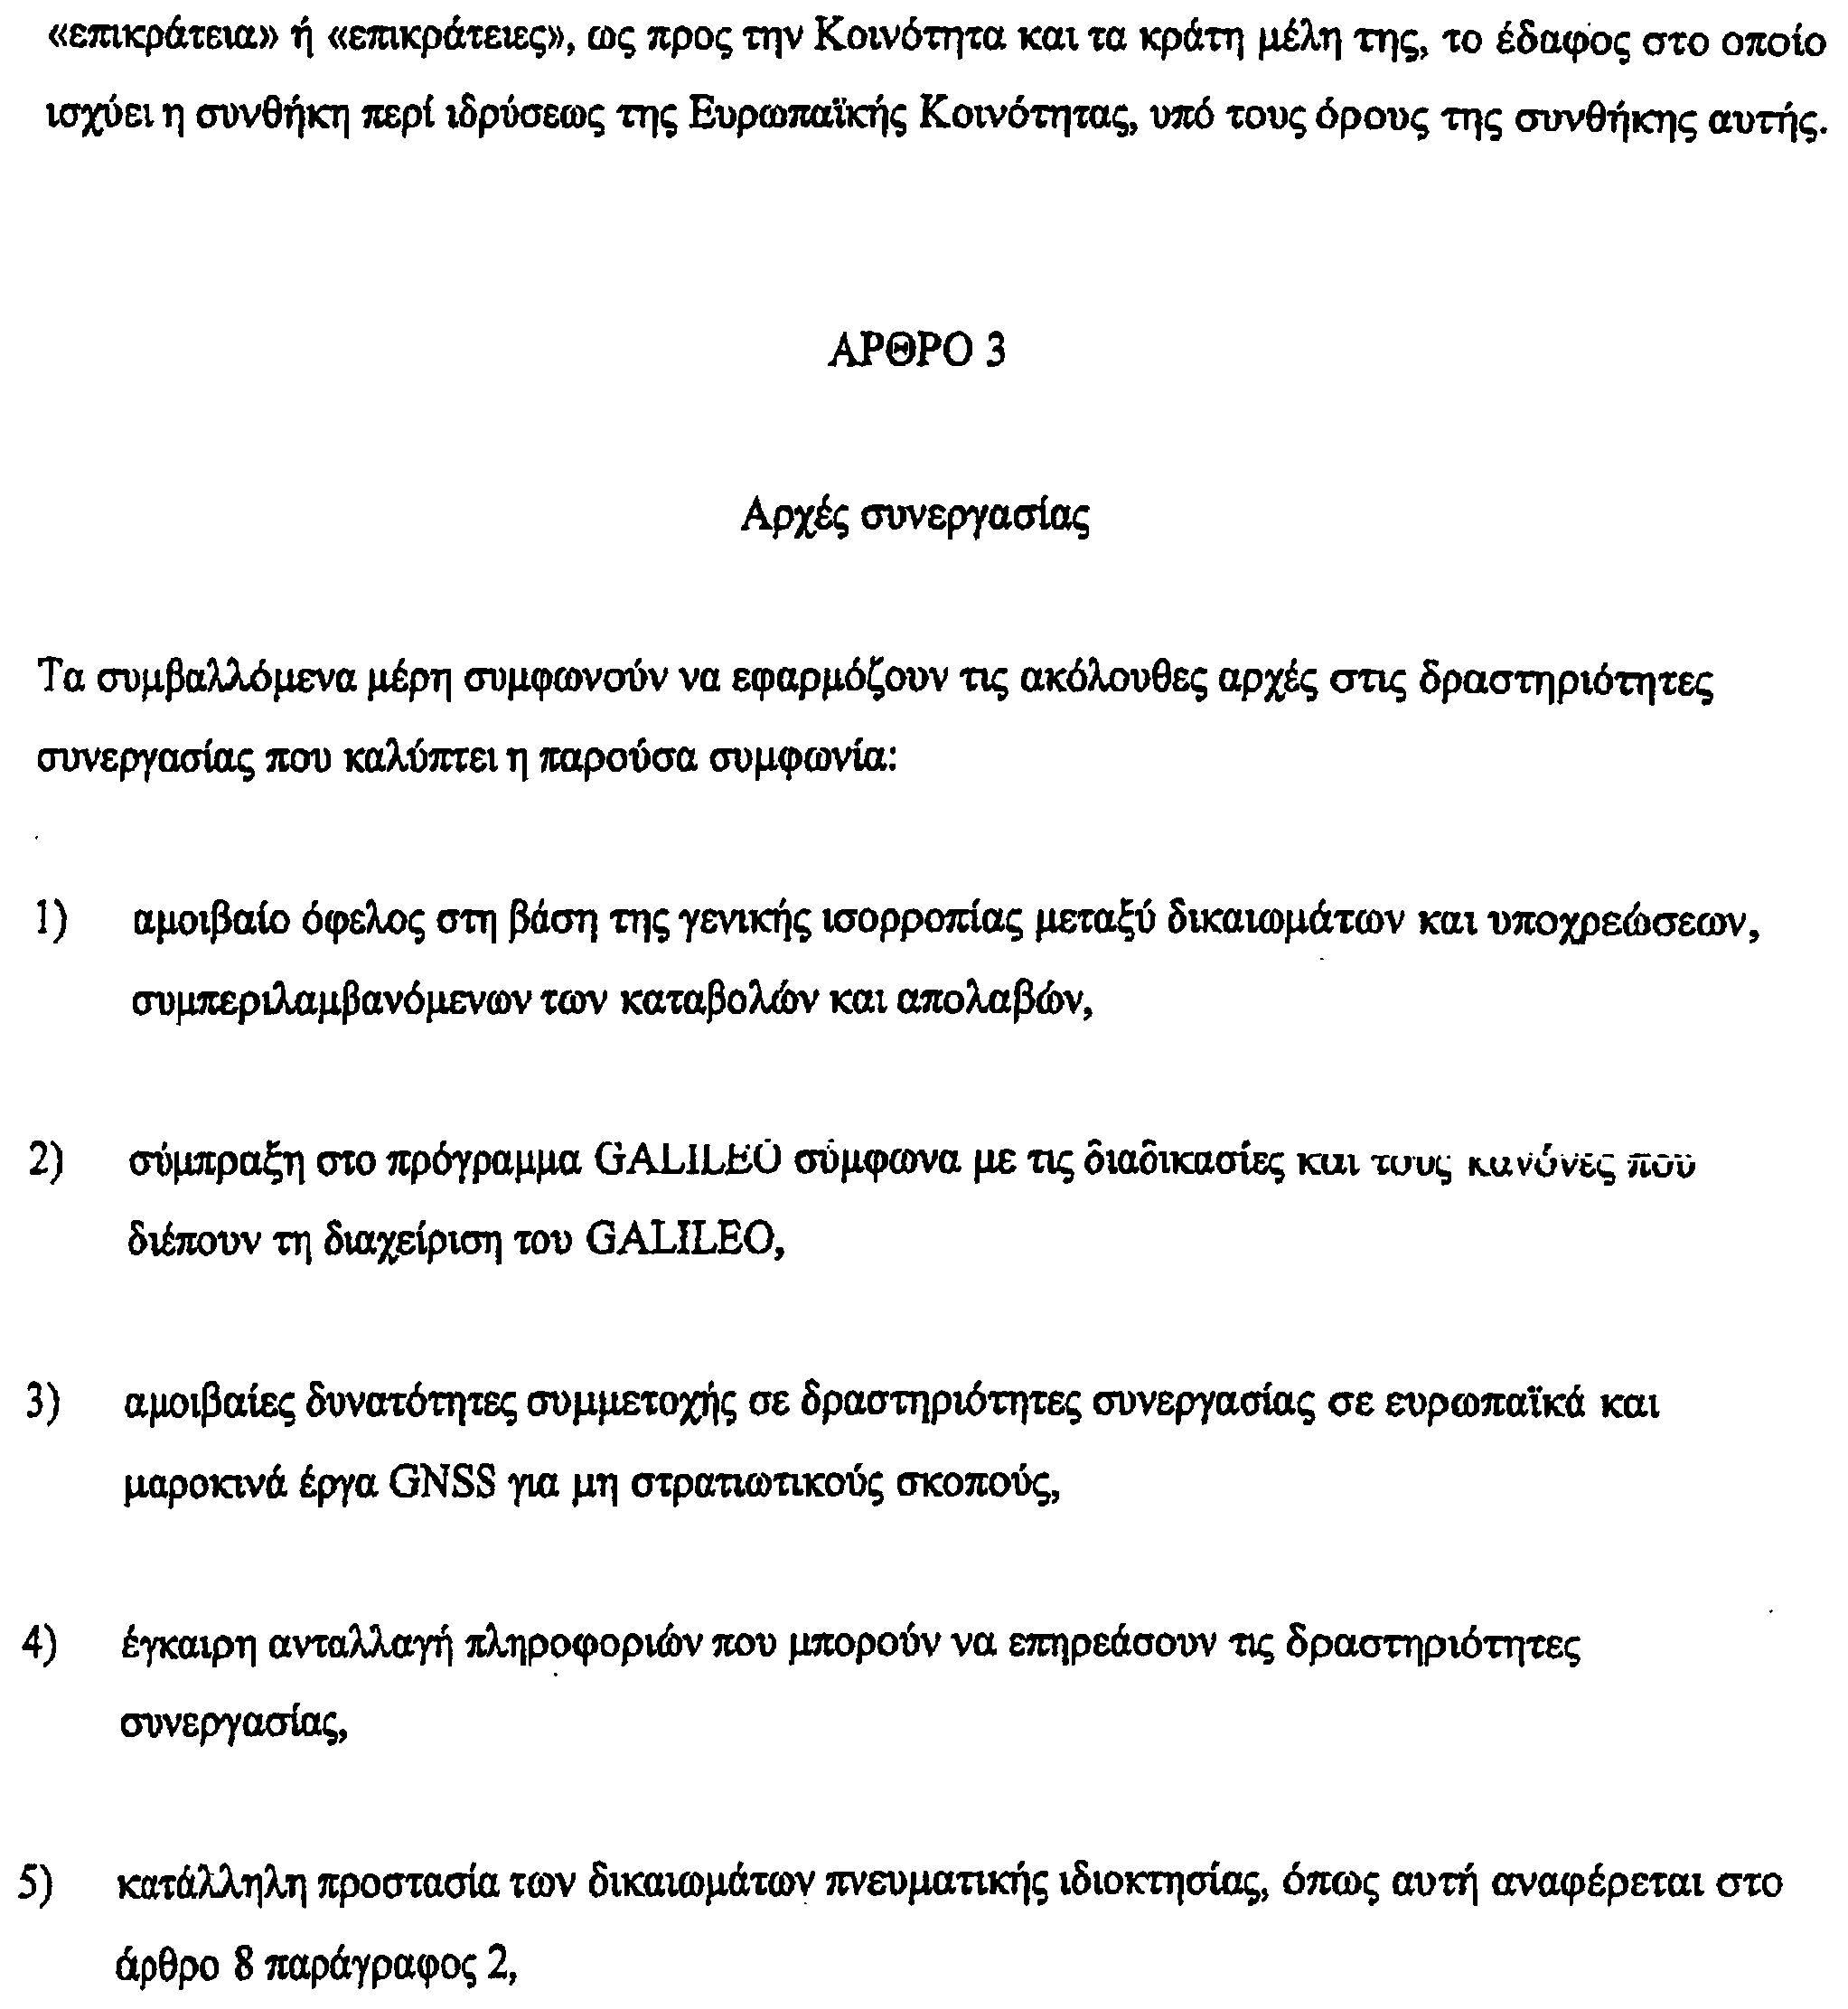 «επικράτεια» ή «επικράτειες», ως προς την Κοινότητα και τα κράτη μέλη της, το έδαφος στο οποίο
ισχύει η συνθήκη περί ιδρύσεως της Ευρωπαϊκής Κοινότητας, υπό τους όρους της συνθήκης αυτής.
ΑΡΘΡΟ 3
Αρχές συνεργασίας
Τα συμβαλλόμενα μέρη συμφωνούν να εφαρμόζουν τις ακόλουθες αρχές στις δραστηριότητες
συνεργασίας που καλύπτει η παρούσα συμφωνία:
1) αμοιβαίο όφελος στη βάση της γενικής ισορροπίας μεταξύ δικαιωμάτων και υποχρεώσεων,
συμπεριλαμβανόμενων των καταβολών και απολαβών,
2) σύμπραξη στο πρόγραμμα GALILEO σύμφωνα με τις διαδικασίες και τους κανόνες που
διέπουν τη διαχείριση του GALILEO,
3) αμοιβαίες δυνατότητες συμμετοχής σε δραστηριότητες συνεργασίας σε ευρωπαϊκά και
μαροκινά έργα GNSS για μη στρατιωτικούς σκοπούς,
4) έγκαιρη ανταλλαγή πληροφοριών που μπορούν να επηρεάσουν τις δραστηριότητες
συνεργασίας,
5) κατάλληλη προστασία των δικαιωμάτων πνευματικής ιδιοκτησίας, όπως αυτή αναφέρεται στο
άρθρο 8 παράγραφος 2,